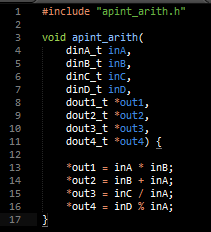 1 #include "apint_arith.h"
2
3 void apint_arith(
4 dinA_t inA,
5 dinB_t inB,
6 dinC_t inC,
7 dinD_t inD,
8 dout1_t *out1,
9 dout2_t *out2,
10 dout3_t *out3,
11 dout4_t *out4) {
12
13 *out1 = inA * inB;
14 *out2 = inB + inA;
15 *out3 = inC / inA;
16 *out4 = inD % inA;
17 }